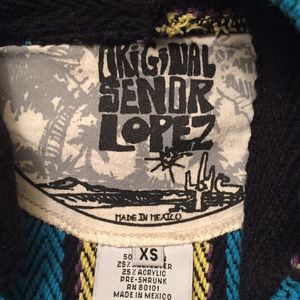 ORIGINAL
SENOR
LOPEZ
MADE IN MEXICO
XS
50
25%
25% ACRYLIC
PRE-SHRUNK
RN 80101
MADE IN MEXICO